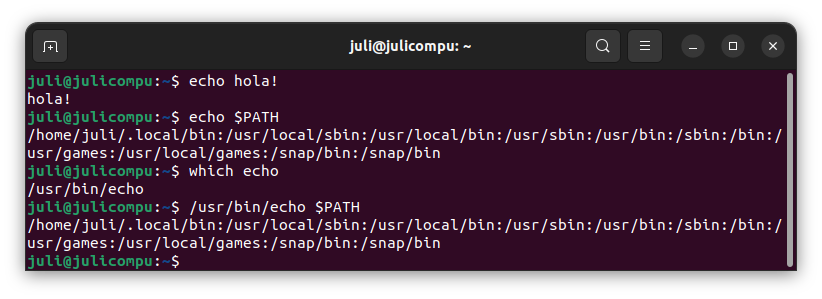 juli@julicompu: ~
juli@julicompu:~$ echo hola!
hola!
juli@julicompu:~$ echo $PATH
/home/juli/.local/bin:/usr/local/sbin:/usr/local/bin:/usr/sbin:/usr/bin:/sbin:/bin:/
usr/games:/usr/local/games:/snap/bin:/snap/bin
juli@julicompu:~$ which echo
/usr/bin/echo
juli@julicompu:~$ /usr/bin/echo $PATH
/home/juli/.local/bin:/usr/local/sbin:/usr/local/bin:/usr/sbin:/usr/bin:/sbin:/bin:/
usr/games:/usr/local/games:/snap/bin:/snap/bin
juli@julicompu:~$